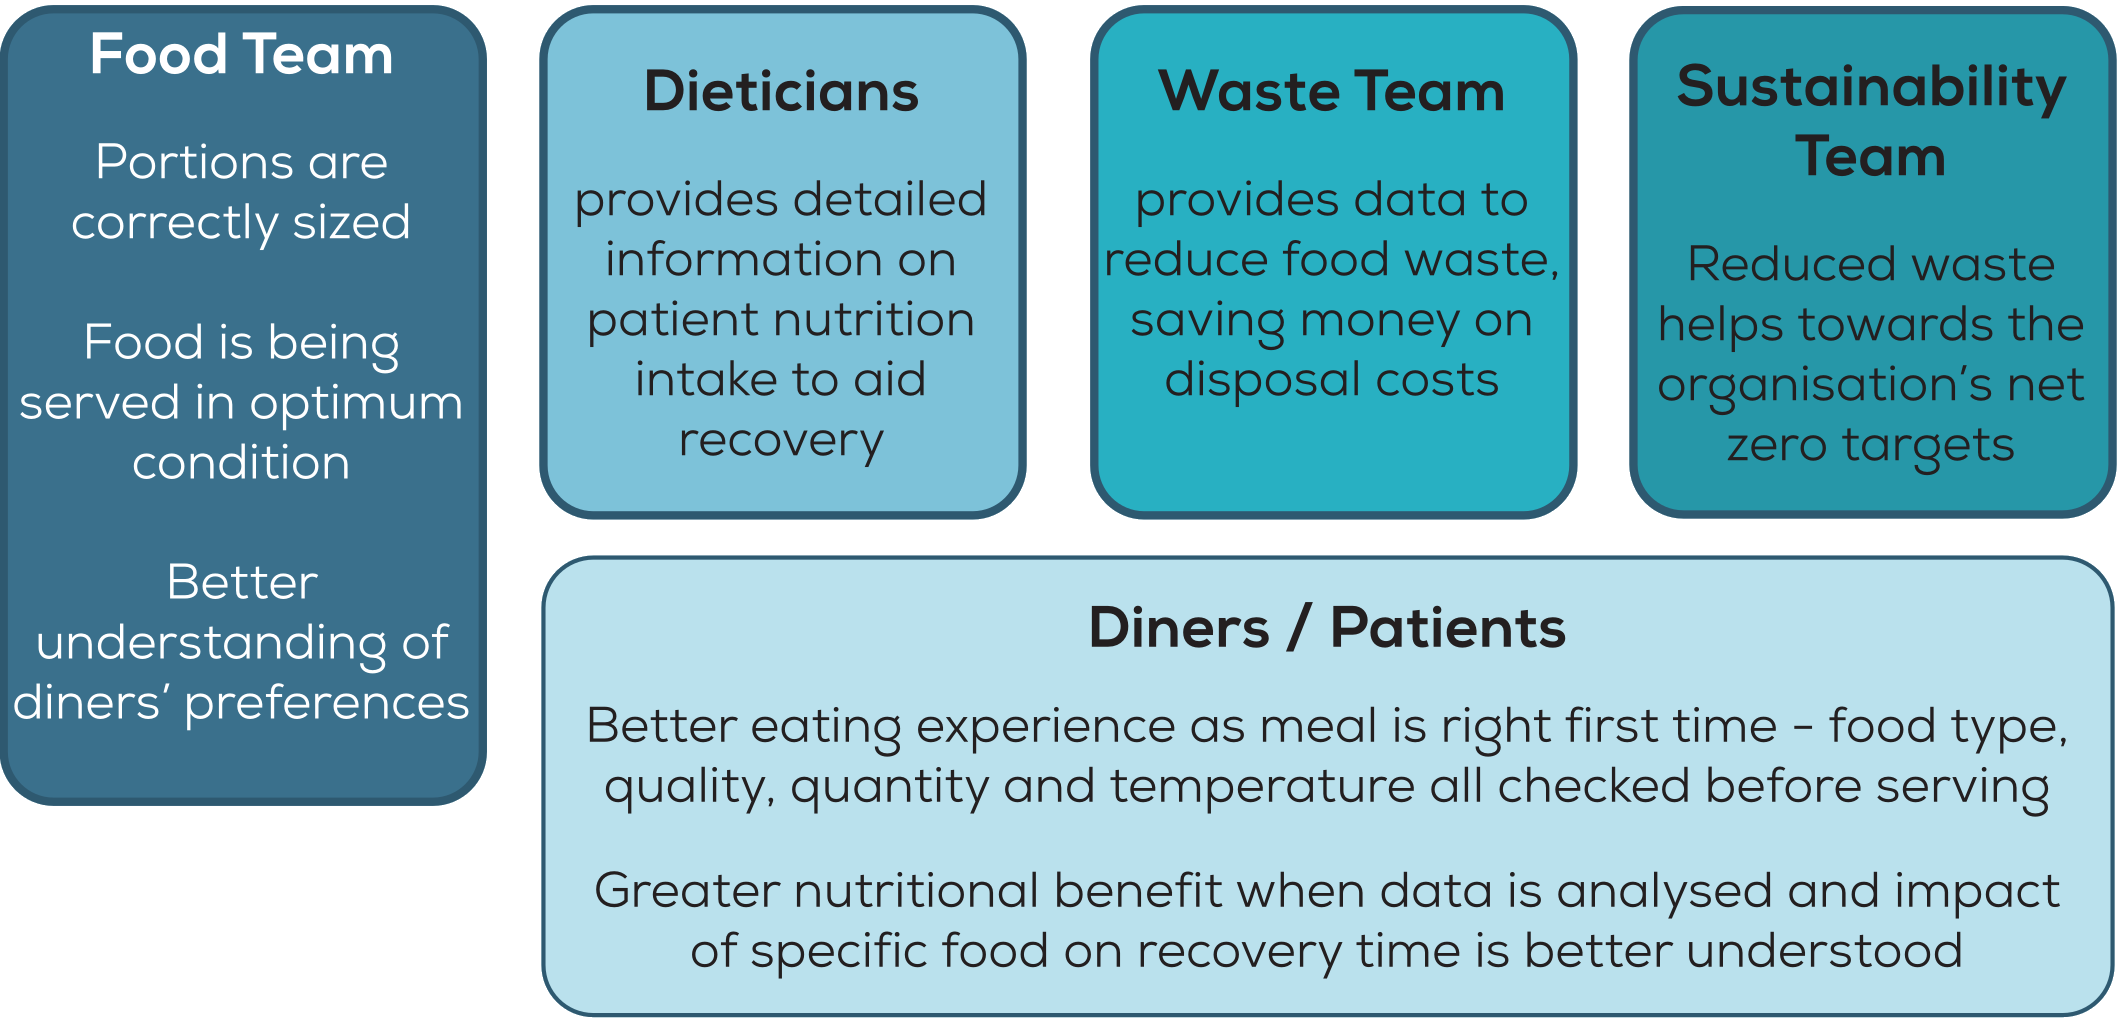 Food Team
Portions are
correctly sized
Food is being
served in optimum
condition
Better
understanding of
diners’ preferences
Dieticians
provides detailed
information on
patient nutrition
intake to aid
recovery
Waste Team
provides data to
reduce food waste,
saving money on
disposal costs
Sustainability
Team
Reduced waste
helps towards the
organisation’s net
zero targets
Diners / Patients
Better eating experience as meal is right first time - food type,
quality, quantity and temperature all checked before serving
Greater nutritional benefit when data is analysed and impact
of specific food on recovery time is better understood